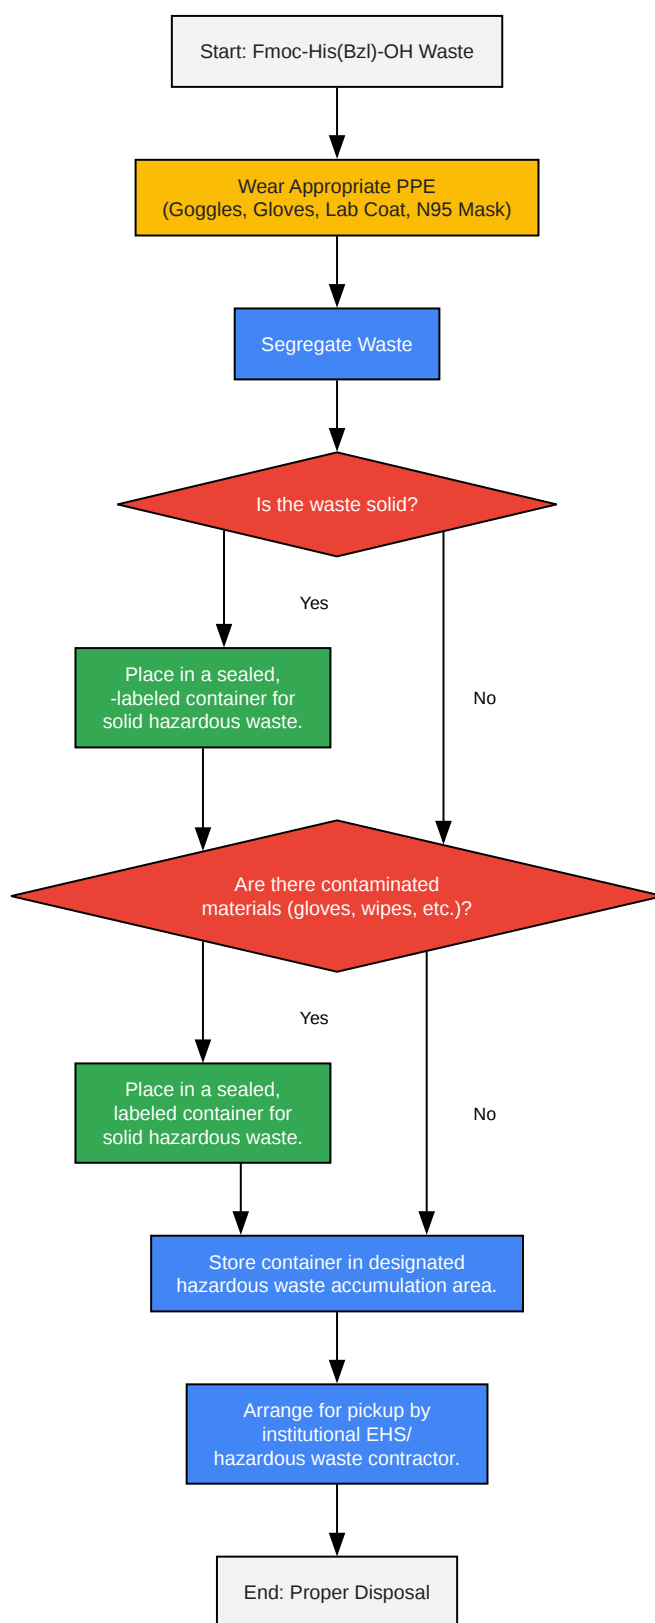 Start: Fmoc-His(Bzl)-OH Waste
Wear Appropriate PPE
(Goggles, Gloves, Lab Coat, N95 Mask)
Segregate Waste
Is the waste solid?
Yes
Place in a sealed,
-labeled container for
solid hazardous waste.
No
Are there contaminated
materials (gloves, wipes, etc.)?
Yes
Place in a sealed,
labeled container for
solid hazardous waste.
No
Store container in designated
hazardous waste accumulation area.
Arrange for pickup by
institutional EHS/
hazardous waste contractor.
End: Proper Disposal